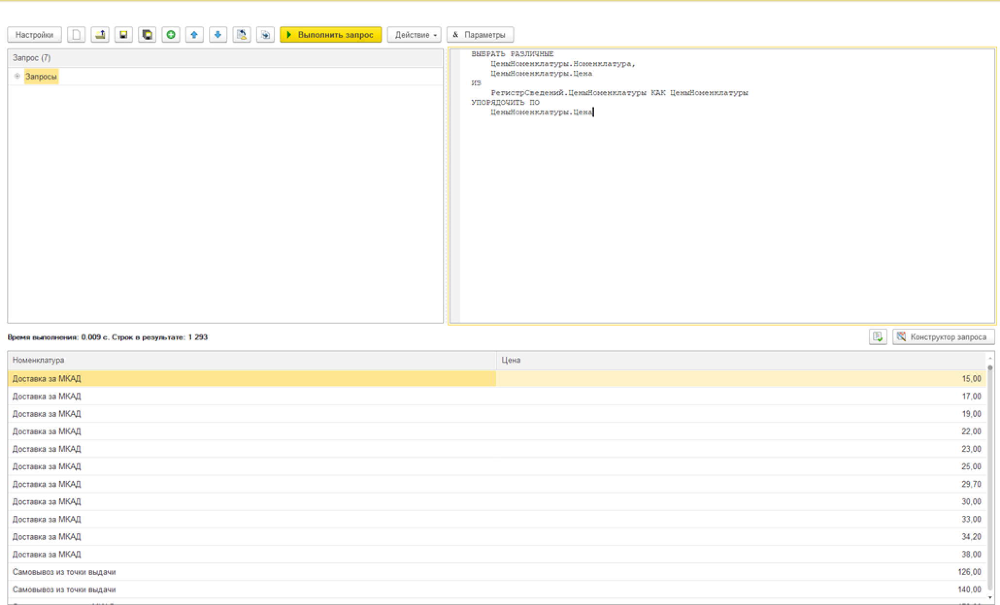 Настройки
Выполнить запрос
Действие
& Параметры
Запрос (7)
Запросы
ВЫБРАТЬ РАЗЛИЧНЫЕ
ЦеныНоменклатуры.Номенклатура,
ЦеныНоменклатуры.Цена
ИЗ
РегистрСведений.ЦеныНоменклатуры КАК ЦеныНоменклатуры
УПОРЯДОЧИТЬ ПО
ЦеныНоменклатуры.Цена
Время выполнения: 0.009 с. Строк в результате: 1 293
Конструктор запроса
Номенклатура Цена
Доставка за МКАД 15,00
Доставка за МКАД 17,00
Доставка за МКАД 19,00
Доставка за МКАД 22,00
Доставка за МКАД 23,00
Доставка за МКАД 25,00
Доставка за МКАД 29,70
Доставка за МКАД 30,00
Доставка за МКАД 33,00
Доставка за МКАД 34,20
Доставка за МКАД 38,00
Самовывоз из точки выдачи 126,00
Самовывоз из точки выдачи 140,00